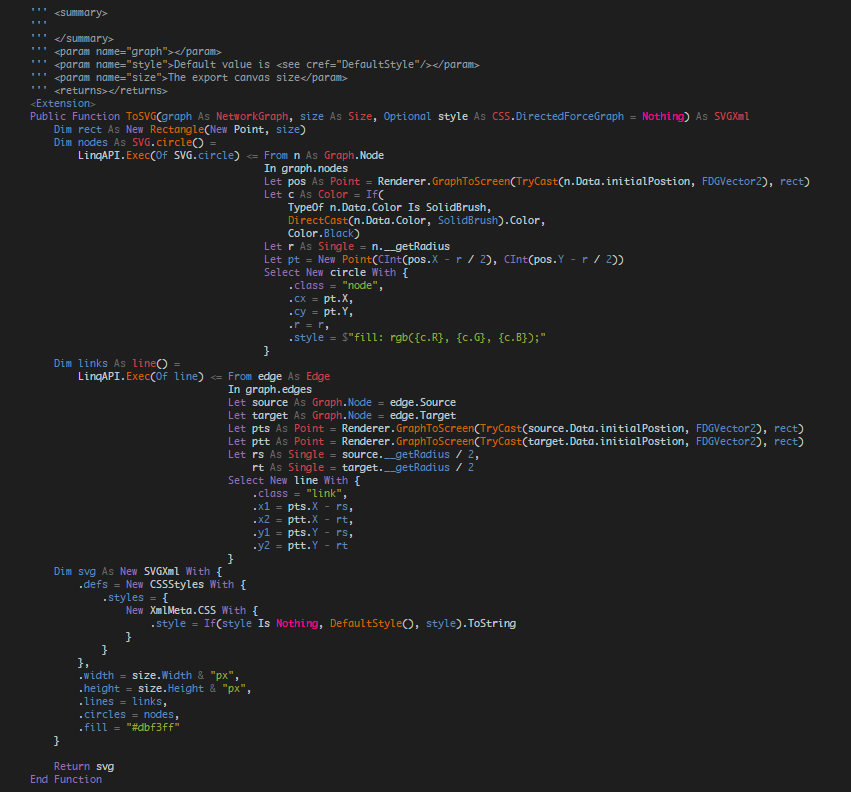 ''' <summary>
'''
''' </summary>
''' <param name="graph"></param>
''' <param name="style">Default value is <see cref="DefaultStyle"/></param>
''' <param name="size">The export canvas size</param>
''' <returns></returns>
<Extension>
Public Function ToSVG(graph As NetworkGraph, size As Size, Optional style As CSS.DirectedForceGraph = Nothing) As SVGXml
    Dim rect As New Rectangle(New Point, size)
    Dim nodes As SVG.circle() =
        LinqAPI.Exec(Of SVG.circle) <= From n As Graph.Node
                                       In graph.nodes
                                       Let pos As Point = Renderer.GraphToScreen(TryCast(n.Data.initialPostion, FDGVector2), rect)
                                       Let c As Color = If(
                                           TypeOf n.Data.Color Is SolidBrush,
                                           DirectCast(n.Data.Color, SolidBrush).Color,
                                           Color.Black)
                                       Let r As Single = n.__getRadius
                                       Let pt = New Point(CInt(pos.X - r / 2), CInt(pos.Y - r / 2))
                                       Select New circle With {
                                           .class = "node",
                                           .cx = pt.X,
                                           .cy = pt.Y,
                                           .r = r,
                                           .style = $"fill: rgb({c.R}, {c.G}, {c.B});"
                                       }
    Dim links As line() =
        LinqAPI.Exec(Of line) <= From edge As Edge
                                 In graph.edges
                                 Let source As Graph.Node = edge.Source
                                 Let target As Graph.Node = edge.Target
                                 Let pts As Point = Renderer.GraphToScreen(TryCast(source.Data.initialPostion, FDGVector2), rect)
                                 Let ptt As Point = Renderer.GraphToScreen(TryCast(target.Data.initialPostion, FDGVector2), rect)
                                 Let rs As Single = source.__getRadius / 2,
                                     rt As Single = target.__getRadius / 2
                                 Select New line With {
                                     .class = "link",
                                     .x1 = pts.X - rs,
                                     .x2 = ptt.X - rt,
                                     .y1 = pts.Y - rs,
                                     .y2 = ptt.Y - rt
                                 }
    Dim svg As New SVGXml With {
        .defs = New CSSStyles With {
            .styles = {
                New XmlMeta.CSS With {
                    .style = If(style Is Nothing, DefaultStyle(), style).ToString
                }
            }
        },
        .width = size.Width & "px",
        .height = size.Height & "px",
        .lines = links,
        .circles = nodes,
        .fill = "#dbf3ff"
    }

    Return svg
End Function